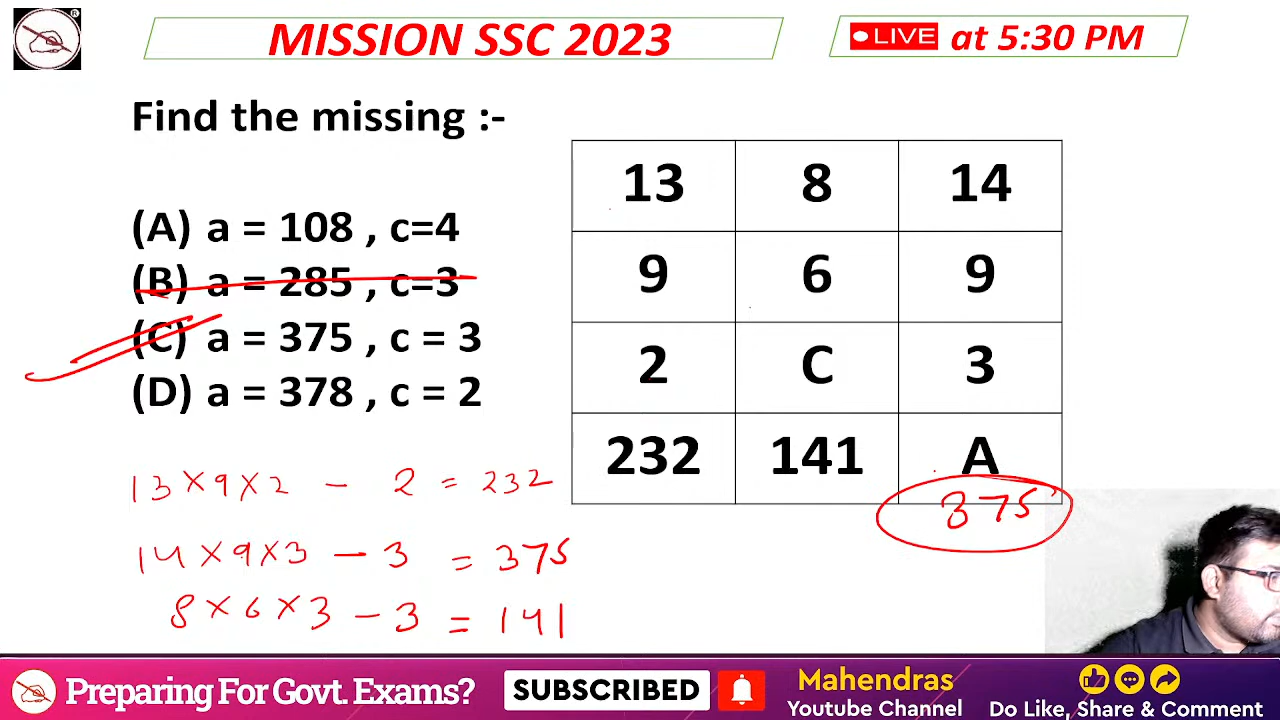 MISSION SSC 2023
LIVE at 5:30 PM
Find the missing :-
(A) a = 108 , c=4
(B) a = 285 , c=3
(C) a = 375 , c = 3
(D) a = 378 , c = 2
13 8 14
9 6 9
2 C 3
232 141 A
375
13×9×2 - 2 = 232
14×9×3 - 3 = 375
8×6×3 - 3 = 141
Preparing For Govt. Exams?
SUBSCRIBED
Mahendras
Youtube Channel
Do Like, Share & Comment